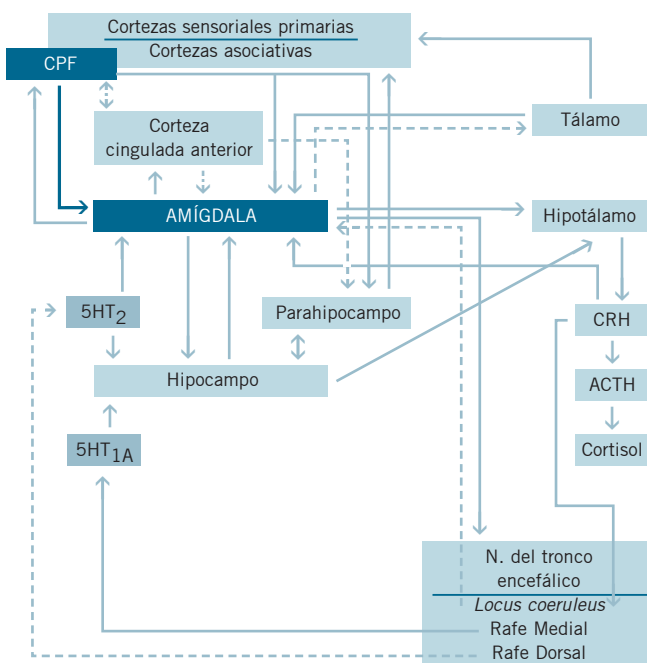 Cortezas sensoriales primarias
Cortezas asociativas
CPF
Corteza
cingulada anterior
Tálamo
AMÍGDALA
Hipotálamo
5HT2
Parahipocampo
CRH
Hipocampo
ACTH
5HT1A
Cortisol
N. del tronco
encefálico
Locus coeruleus
Rafe Medial
Rafe Dorsal